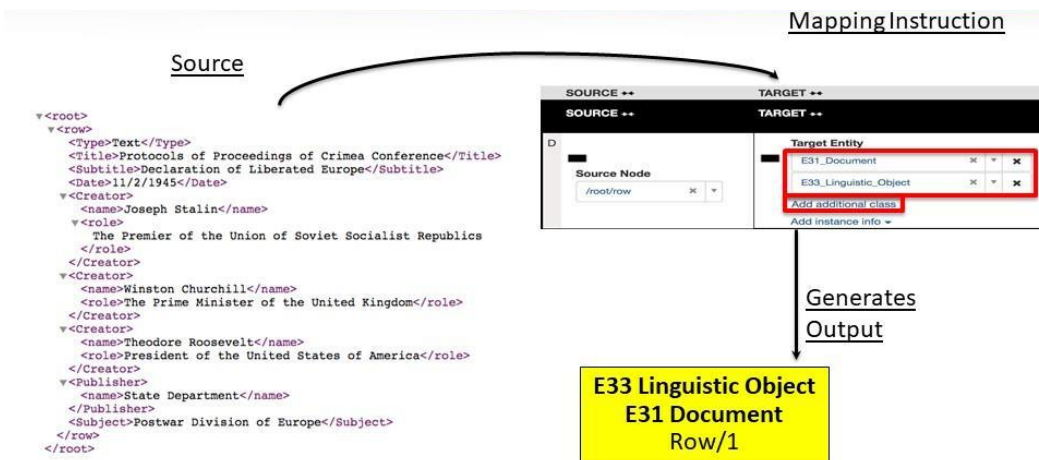 Mapping Instruction
Source
▼<root>
▼<row>
<Type>Text</Type>
<Title>Protocols of Proceedings of Crimea Conference</Title>
<Subtitle>Declaration of Liberated Europe</Subtitle>
<Date>11/2/1945</Date>
▼<Creator>
<name>Joseph Stalin</name>
▼<role>
The Premier of the Union of Soviet Socialist Republics
</role>
</Creator>
▼<Creator>
<name>Winston Churchill</name>
<role>The Prime Minister of the United Kingdom</role>
</Creator>
▼<Creator>
<name>Theodore Roosevelt</name>
<role>President of the United States of America</role>
</Creator>
▼<Publisher>
<name>State Department</name>
</Publisher>
<Subject>Postwar Division of Europe</Subject>
</row>
</root>
SOURCE ↔ TARGET ↔
SOURCE ↔ TARGET ↔
D
Source Node
/root/row
Target Entity
E31_Document
E33_Linguistic_Object
Add additional class
Add instance info
Generates
Output
E33 Linguistic Object
E31 Document
Row/1